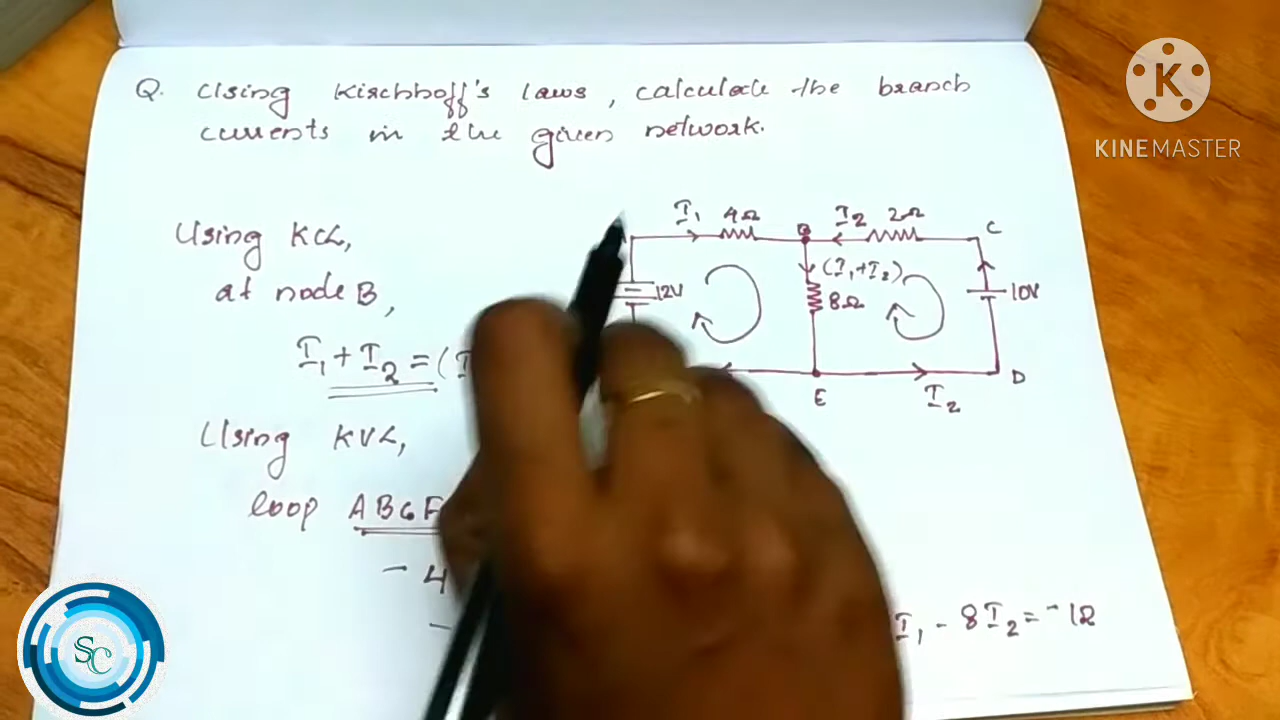 Q. Using Kirchhoff's laws, calculate the branch
currents in the given network.
Using KCL,
at node B,
I₁ + I₂ = (I
Using KVL,
loop ABGF
- 4
-
I₁ - 8I₂ = -12
I₁ 4Ω B I₂ 2Ω C
(I₁+I₂)
12V 8Ω 10V
E I₂ D
K
KINEMASTER
SC